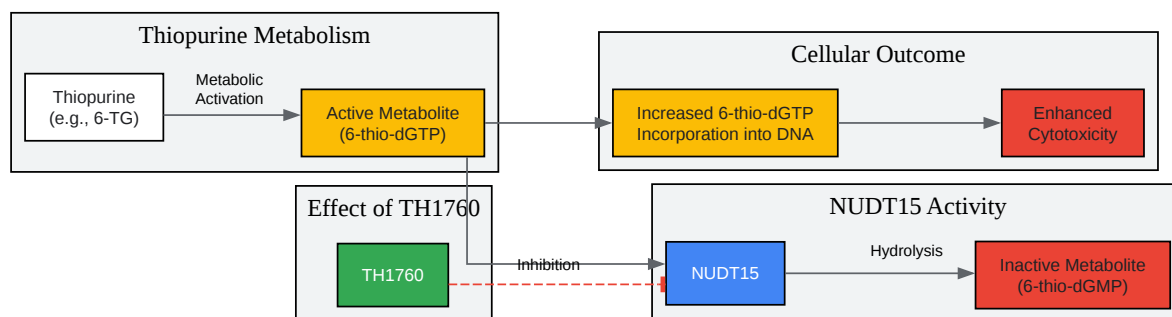 Thiopurine Metabolism
Thiopurine
(e.g., 6-TG)
Metabolic
Activation
Active Metabolite
(6-thio-dGTP)
Cellular Outcome
Increased 6-thio-dGTP
Incorporation into DNA
Enhanced
Cytotoxicity
Effect of TH1760
TH1760
Inhibition
NUDT15 Activity
NUDT15
Hydrolysis
Inactive Metabolite
(6-thio-dGMP)